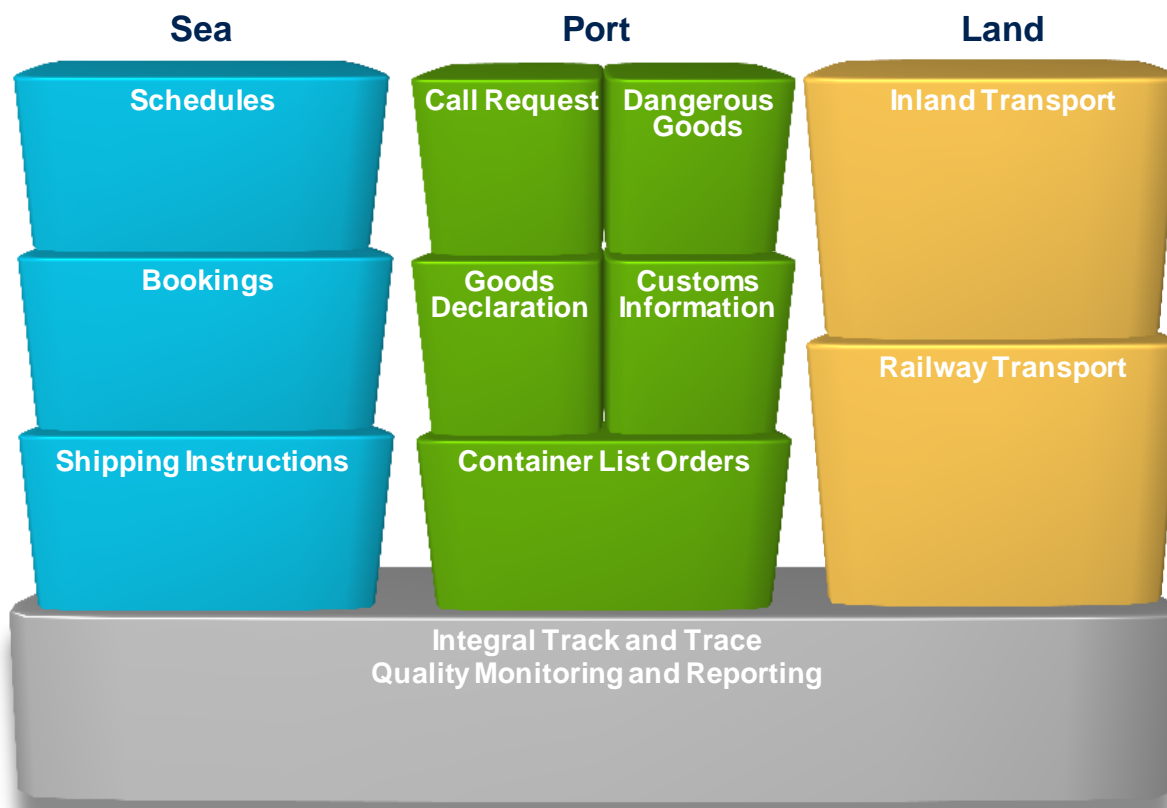 Sea
Port
Land
Schedules
Call Request
Dangerous
Goods
Inland Transport
Bookings
Goods
Declaration
Customs
Information
Railway Transport
Shipping Instructions
Container List Orders
Integral Track and Trace
Quality Monitoring and Reporting